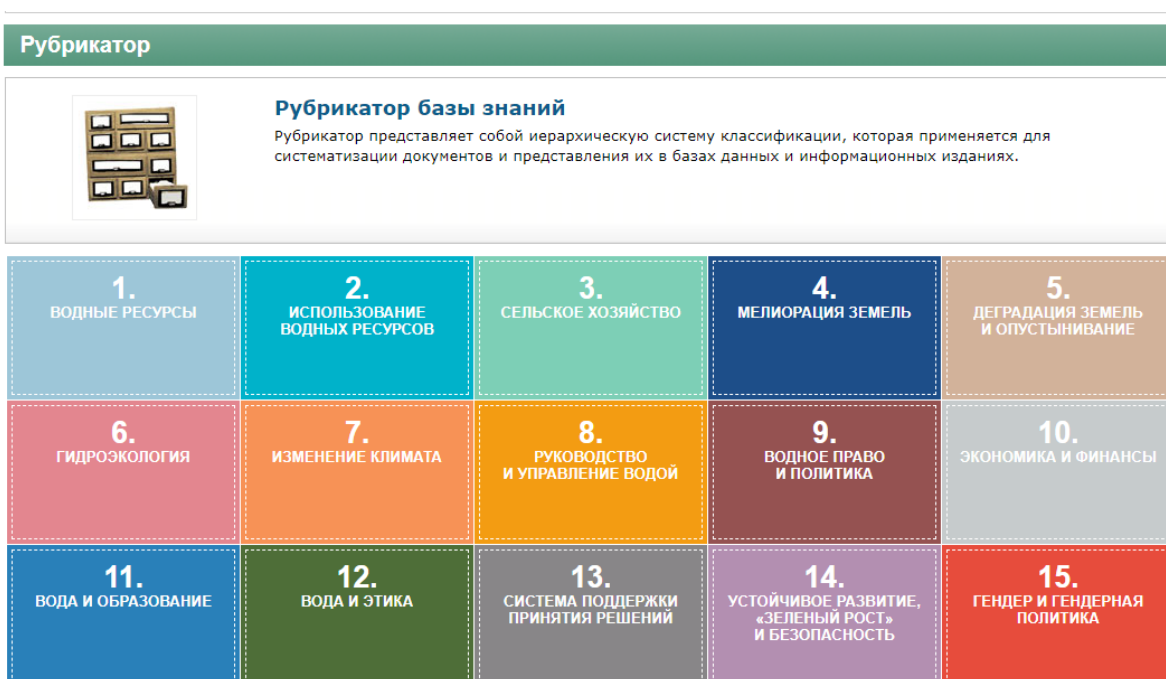 Рубрикатор
Рубрикатор базы знаний
Рубрикатор представляет собой иерархическую систему классификации, которая применяется для
систематизации документов и представления их в базах данных и информационных изданиях.
1.
ВОДНЫЕ РЕСУРСЫ
2.
ИСПОЛЬЗОВАНИЕ
ВОДНЫХ РЕСУРСОВ
3.
СЕЛЬСКОЕ ХОЗЯЙСТВО
4.
МЕЛИОРАЦИЯ ЗЕМЕЛЬ
5.
ДЕГРАДАЦИЯ ЗЕМЕЛЬ
И ОПУСТЫНИВАНИЕ
6.
ГИДРОЭКОЛОГИЯ
7.
ИЗМЕНЕНИЕ КЛИМАТА
8.
РУКОВОДСТВО
И УПРАВЛЕНИЕ ВОДОЙ
9.
ВОДНОЕ ПРАВО
И ПОЛИТИКА
10.
ЭКОНОМИКА И ФИНАНСЫ
11.
ВОДА И ОБРАЗОВАНИЕ
12.
ВОДА И ЭТИКА
13.
СИСТЕМА ПОДДЕРЖКИ
ПРИНЯТИЯ РЕШЕНИЙ
14.
УСТОЙЧИВОЕ РАЗВИТИЕ,
«ЗЕЛЕНЫЙ РОСТ»
И БЕЗОПАСНОСТЬ
15.
ГЕНДЕР И ГЕНДЕРНАЯ
ПОЛИТИКА